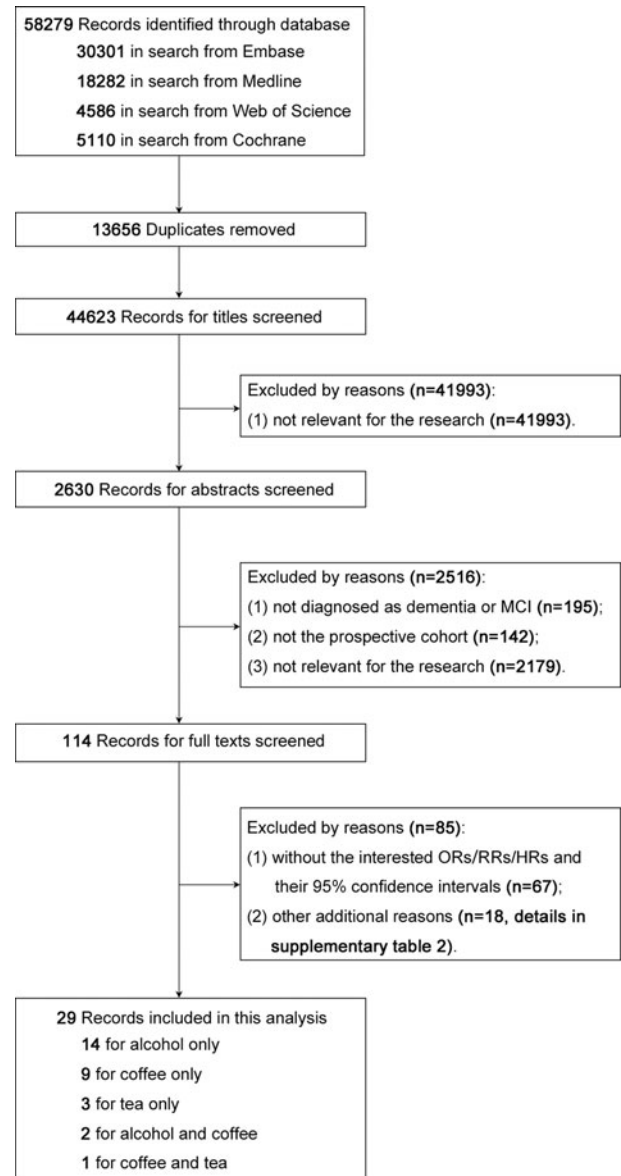 58279 Records identified through database
30301 in search from Embase
18282 in search from Medline
4586 in search from Web of Science
5110 in search from Cochrane
13656 Duplicates removed
44623 Records for titles screened
Excluded by reasons (n=41993):
(1) not relevant for the research (n=41993).
2630 Records for abstracts screened
Excluded by reasons (n=2516):
(1) not diagnosed as dementia or MCI (n=195);
(2) not the prospective cohort (n=142);
(3) not relevant for the research (n=2179).
114 Records for full texts screened
Excluded by reasons (n=85):
(1) without the interested ORs/RRs/HRs and
their 95% confidence intervals (n=67);
(2) other additional reasons (n=18, details in
supplementary table 2).
29 Records included in this analysis
14 for alcohol only
9 for coffee only
3 for tea only
2 for alcohol and coffee
1 for coffee and tea